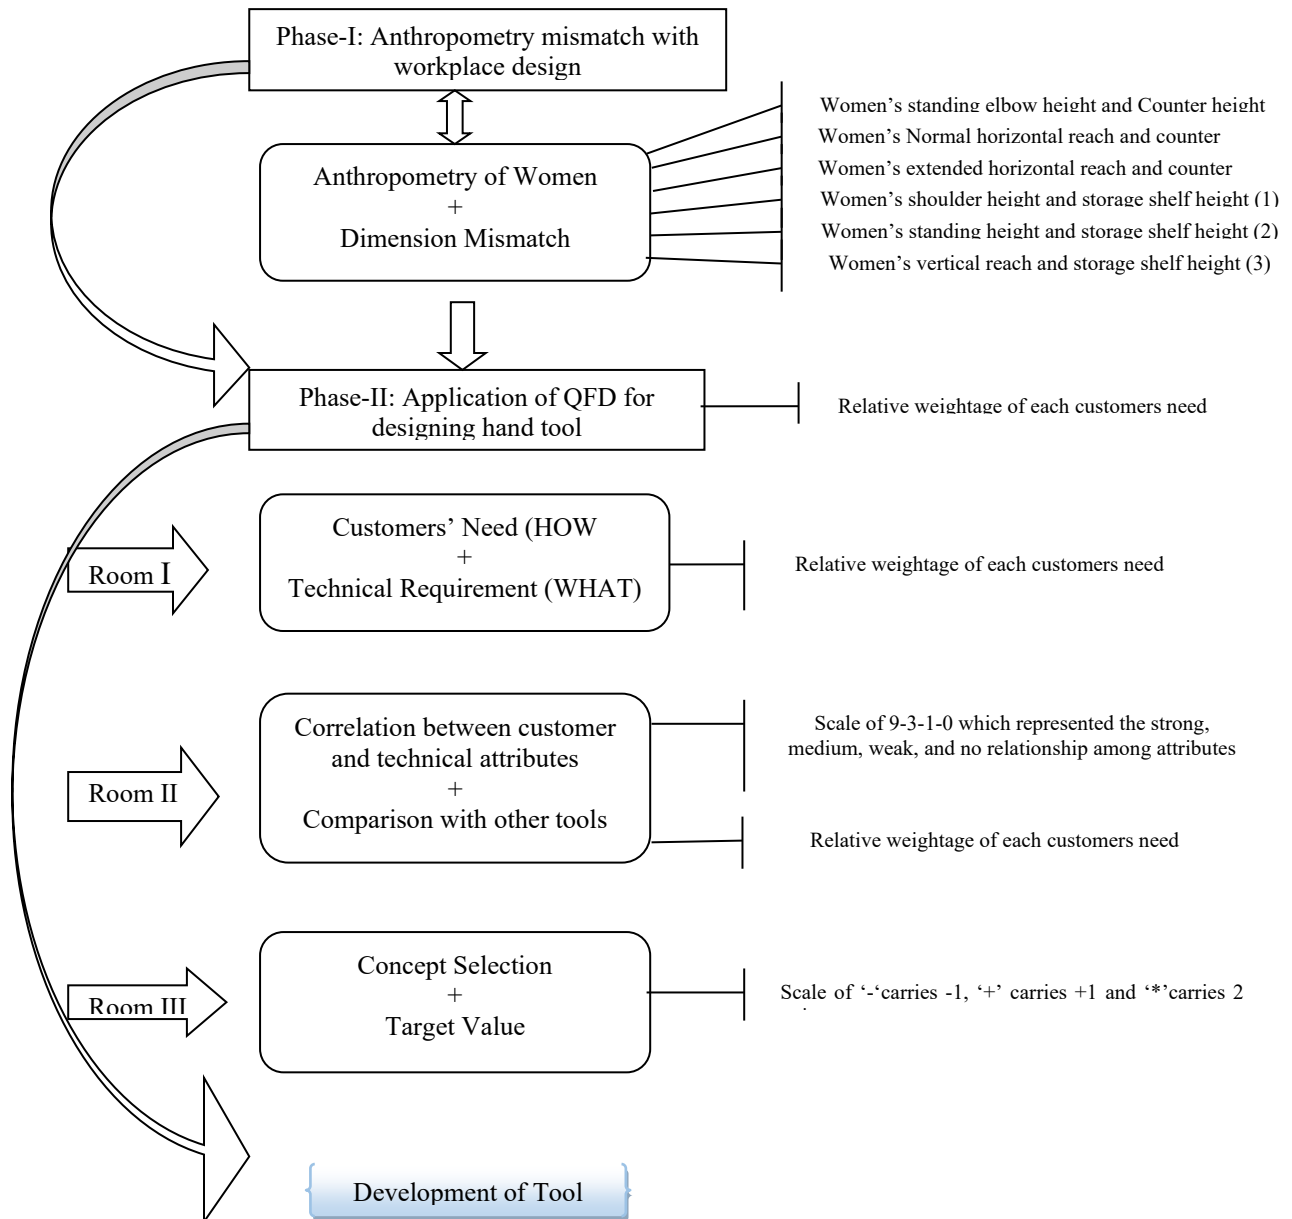 Phase-I: Anthropometry mismatch with
workplace design
Anthropometry of Women
+
Dimension Mismatch
Women's standing elbow height and Counter height
Women's Normal horizontal reach and counter
Women's extended horizontal reach and counter
Women's shoulder height and storage shelf height (1)
Women's standing height and storage shelf height (2)
Women's vertical reach and storage shelf height (3)
Phase-II: Application of QFD for
designing hand tool
Relative weightage of each customers need
Room I
Customers' Need (HOW
+
Technical Requirement (WHAT)
Relative weightage of each customers need
Room II
Correlation between customer
and technical attributes
+
Comparison with other tools
Scale of 9-3-1-0 which represented the strong,
medium, weak, and no relationship among attributes
Relative weightage of each customers need
Room III
Concept Selection
+
Target Value
Scale of ‘-‘carries -1, ‘+’ carries +1 and ‘*’carries 2
Development of Tool